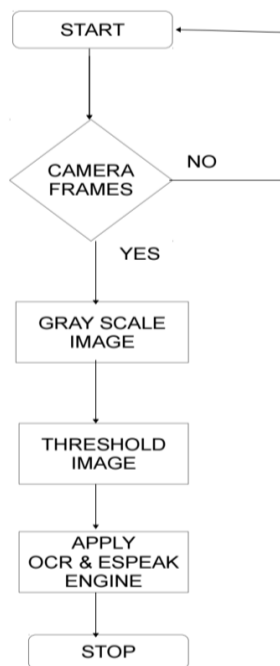 START
CAMERA
FRAMES
NO
YES
GRAY SCALE
IMAGE
THRESHOLD
IMAGE
APPLY
OCR & ESPEAK
ENGINE
STOP